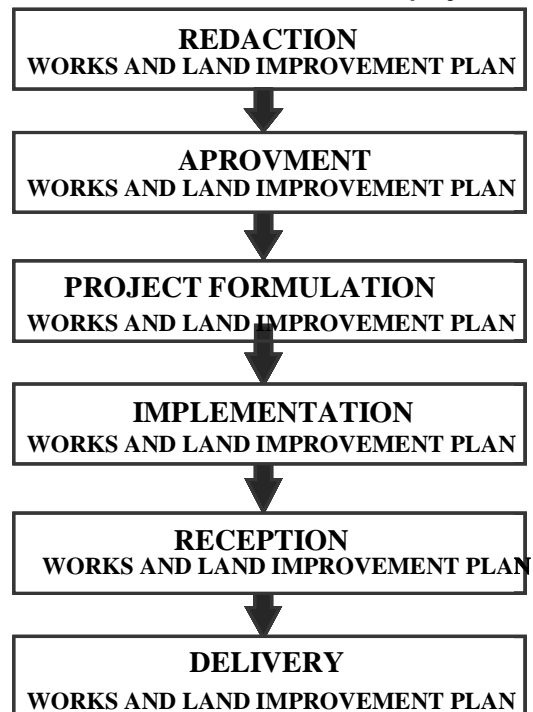 REDACTION
WORKS AND LAND IMPROVEMENT PLAN
APROVMENT
WORKS AND LAND IMPROVEMENT PLAN
PROJECT FORMULATION
WORKS AND LAND IMPROVEMENT PLAN
IMPLEMENTATION
WORKS AND LAND IMPROVEMENT PLAN
RECEPTION
WORKS AND LAND IMPROVEMENT PLAN
DELIVERY
WORKS AND LAND IMPROVEMENT PLAN